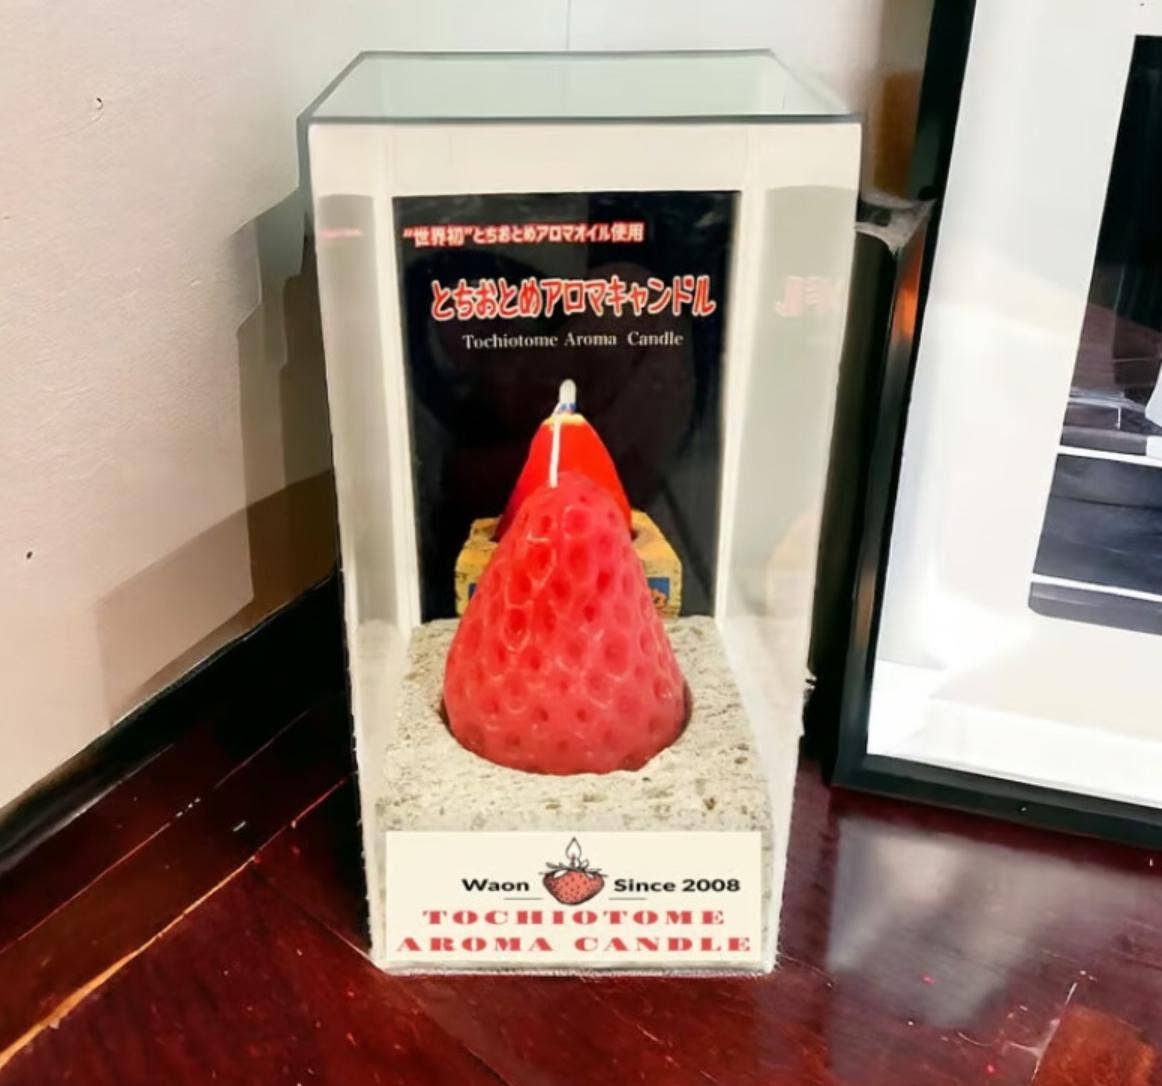 "世界初"とちおとめアロマオイル使用
とちおとめアロマキャンドル
Tochiotome Aroma Candle
Waon Since 2008
TOCHIOTOME
AROMA CANDLE